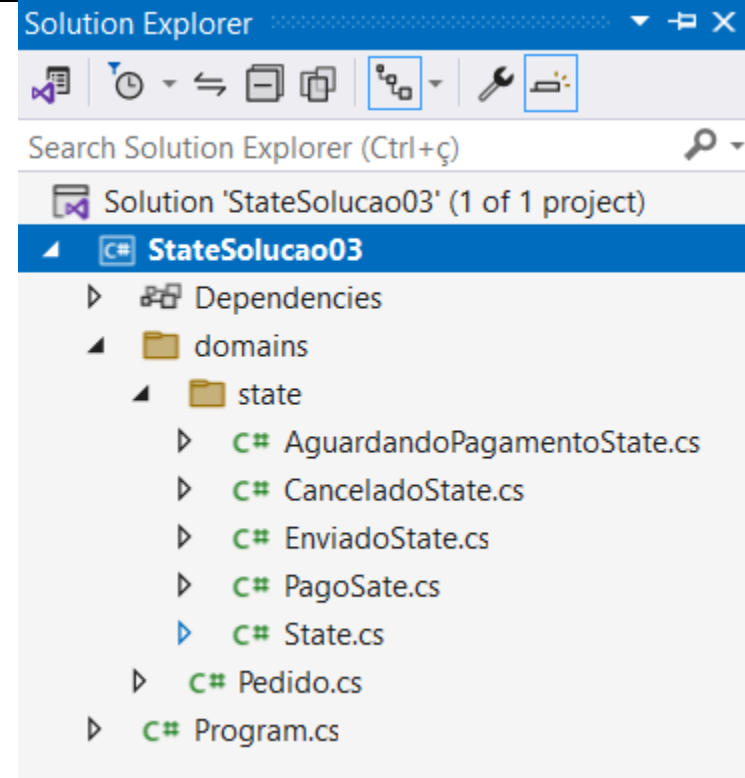 Solution Explorer
Search Solution Explorer (Ctrl+ç)
Solution 'StateSolucao03' (1 of 1 project)
C# StateSolucao03
Dependencies
domains
state
C# AguardandoPagamentoState.cs
C# CanceladoState.cs
C# EnviadoState.cs
C# PagoSate.cs
C# State.cs
C# Pedido.cs
C# Program.cs